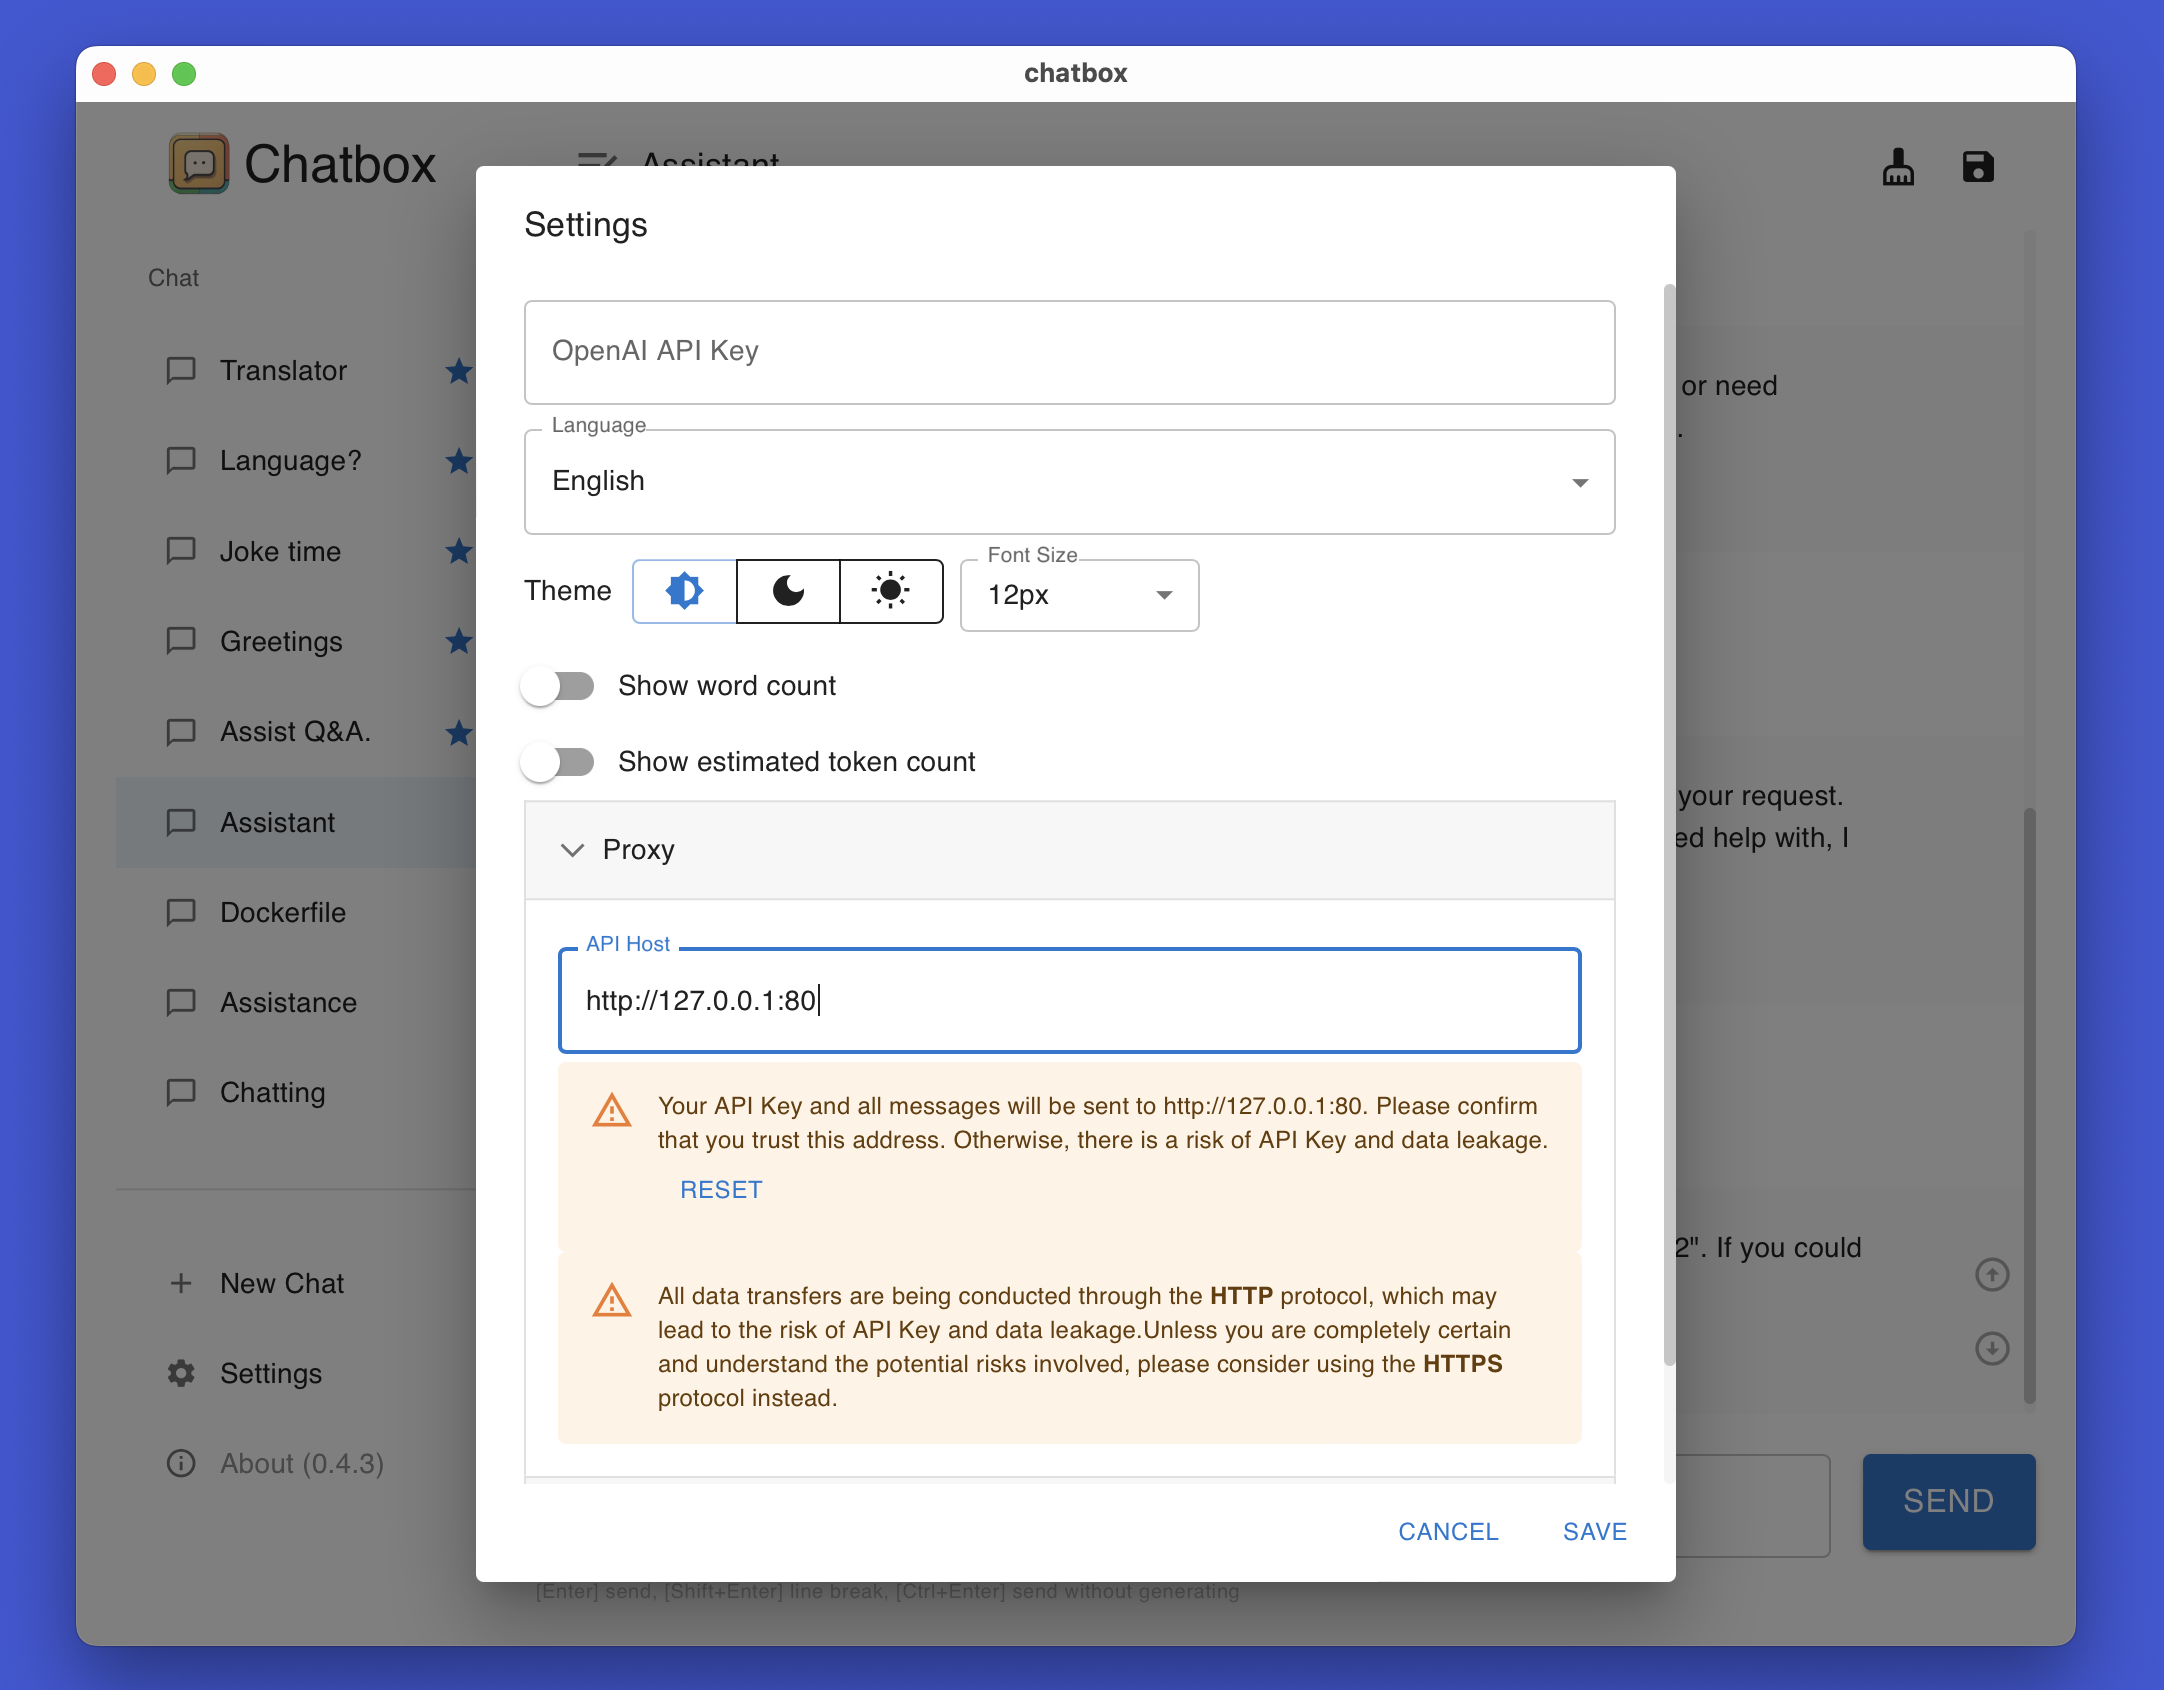 chatbox
Chatbox
Assistant
Chat
Translator
Language?
Joke time
Greetings
Assist Q&A.
Assistant
Dockerfile
Assistance
Chatting
New Chat
Settings
About (0.4.3)
Settings
OpenAI API Key
Language
English
Theme
Font Size
12px
Show word count
Show estimated token count
Proxy
API Host
http://127.0.0.1:80
Your API Key and all messages will be sent to http://127.0.0.1:80. Please confirm
that you trust this address. Otherwise, there is a risk of API Key and data leakage.
RESET
All data transfers are being conducted through the HTTP protocol, which may
lead to the risk of API Key and data leakage.Unless you are completely certain
and understand the potential risks involved, please consider using the HTTPS
protocol instead.
CANCEL
SAVE
or need
.
your request.
ed help with, I
2". If you could
SEND
[Enter] send, [Shift+Enter] line break, [Ctrl+Enter] send without generating